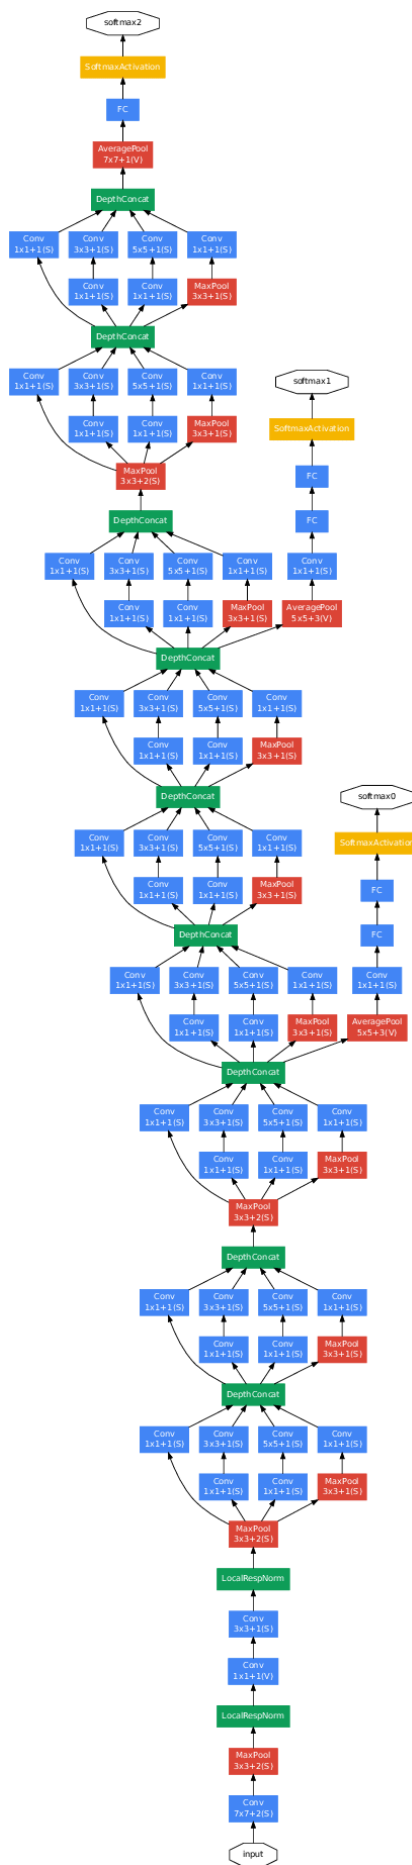 softmax2
SoftmaxActivation
FC
AveragePool
7x7+1(V)
DepthConcat
Conv Conv Conv Conv
1x1+1(S) 3x3+1(S) 5x5+1(S) 1x1+1(S)
Conv Conv MaxPool
1x1+1(S) 1x1+1(S) 3x3+1(S)
DepthConcat
Conv Conv Conv Conv
1x1+1(S) 3x3+1(S) 5x5+1(S) 1x1+1(S)
softmax1
Conv Conv MaxPool SoftmaxActivation
1x1+1(S) 1x1+1(S) 3x3+1(S)
MaxPool FC
3x3+2(S)
DepthConcat FC
Conv Conv Conv Conv Conv
1x1+1(S) 3x3+1(S) 5x5+1(S) 1x1+1(S) 1x1+1(S)
Conv Conv MaxPool AveragePool
1x1+1(S) 1x1+1(S) 3x3+1(S) 5x5+3(V)
DepthConcat
Conv Conv Conv Conv
1x1+1(S) 3x3+1(S) 5x5+1(S) 1x1+1(S)
Conv Conv MaxPool
1x1+1(S) 1x1+1(S) 3x3+1(S)
DepthConcat softmax0
Conv Conv Conv Conv SoftmaxActivation
1x1+1(S) 3x3+1(S) 5x5+1(S) 1x1+1(S)
Conv Conv MaxPool FC
1x1+1(S) 1x1+1(S) 3x3+1(S)
DepthConcat FC
Conv Conv Conv Conv Conv
1x1+1(S) 3x3+1(S) 5x5+1(S) 1x1+1(S) 1x1+1(S)
Conv Conv MaxPool AveragePool
1x1+1(S) 1x1+1(S) 3x3+1(S) 5x5+3(V)
DepthConcat
Conv Conv Conv Conv
1x1+1(S) 3x3+1(S) 5x5+1(S) 1x1+1(S)
Conv Conv MaxPool
1x1+1(S) 1x1+1(S) 3x3+1(S)
MaxPool
3x3+2(S)
DepthConcat
Conv Conv Conv Conv
1x1+1(S) 3x3+1(S) 5x5+1(S) 1x1+1(S)
Conv Conv MaxPool
1x1+1(S) 1x1+1(S) 3x3+1(S)
DepthConcat
Conv Conv Conv Conv
1x1+1(S) 3x3+1(S) 5x5+1(S) 1x1+1(S)
Conv Conv MaxPool
1x1+1(S) 1x1+1(S) 3x3+1(S)
MaxPool
3x3+2(S)
LocalRespNorm
Conv
3x3+1(S)
Conv
1x1+1(V)
LocalRespNorm
MaxPool
3x3+2(S)
Conv
7x7+2(S)
input